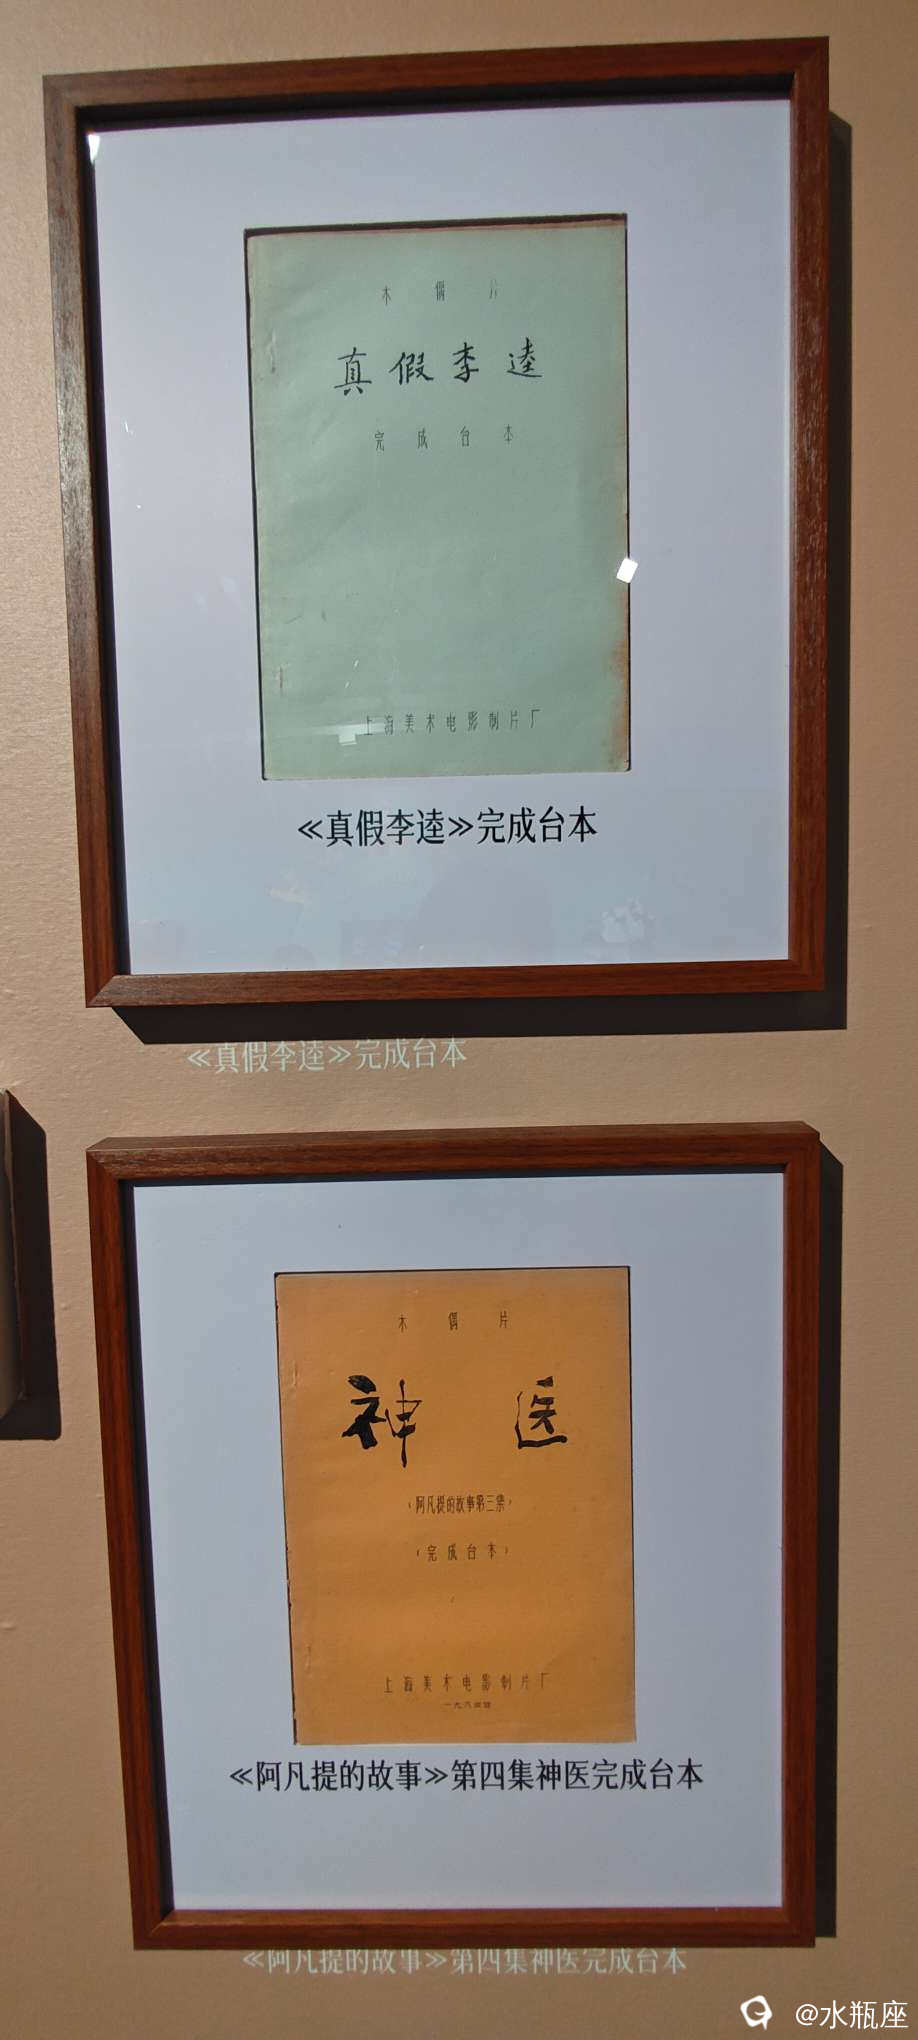 木偶片
真假李逵
完成台本
上海美术电影制片厂
≪真假李逵≫完成台本
≪真假李逵≫完成台本
木偶片
神医
(阿凡提的故事第三集)
(完成台本)
上海美术电影制片厂
≪阿凡提的故事≫第四集神医完成台本
≪阿凡提的故事≫第四集神医完成台本
@水瓶座